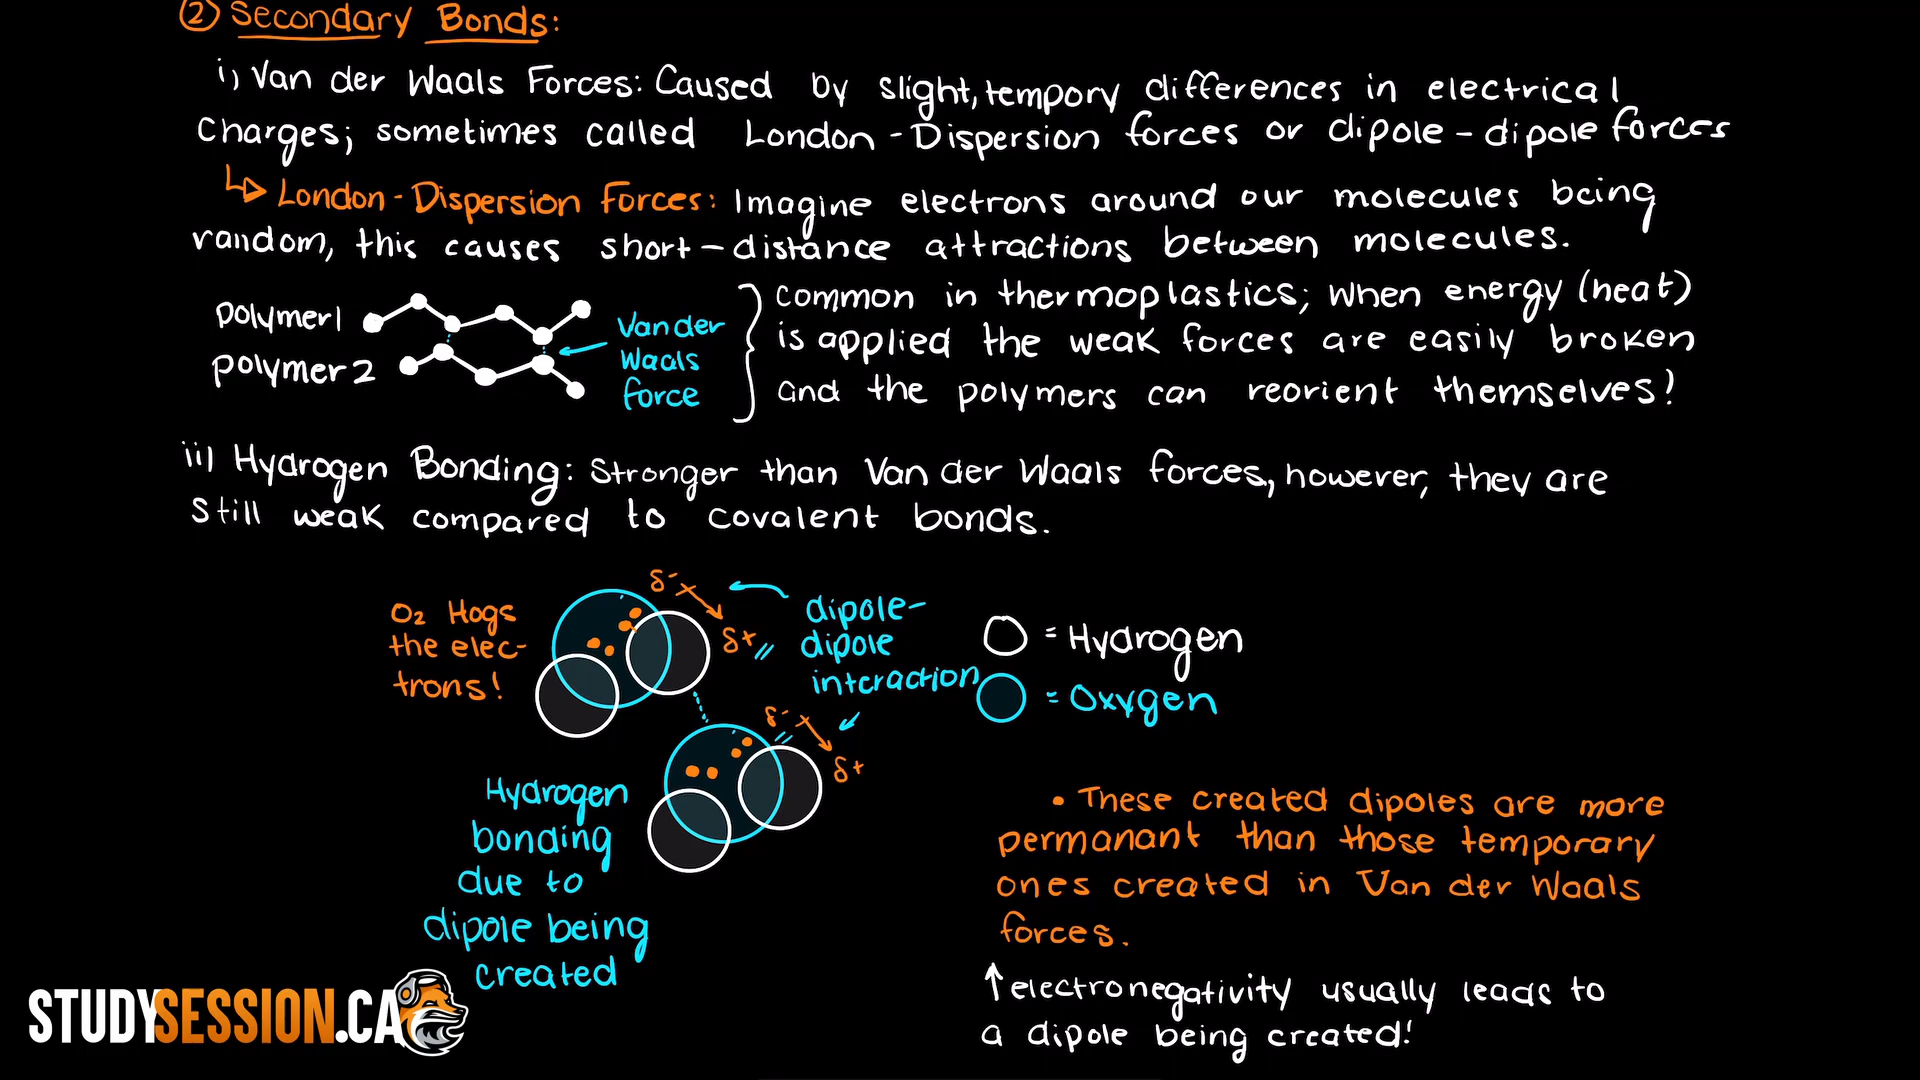 ② Secondary Bonds:
i) Van der Waals Forces: Caused by slight, tempory differences in electrical
Charges; sometimes called London-Dispersion forces or dipole-dipole forces
London-Dispersion Forces: Imagine electrons around our molecules being
random, this causes short-distance attractions between molecules.
polymer 1
polymer 2
Van der
Waals
force
common in thermoplastics; when energy (heat)
is applied the weak forces are easily broken
and the polymers can reorient themselves!
ii) Hydrogen Bonding: Stronger than Van der Waals forces, however, they are
still weak compared to covalent bonds.
O₂ Hogs
the elec-
trons!
δ-
δ+
dipole-
dipole
interaction
δ-
δ+
= Hydrogen
= Oxygen
Hydrogen
bonding
due to
dipole being
created
• These created dipoles are more
permanant than those temporary
ones created in Van der Waals
forces.
↑ electronegativity usually leads to
a dipole being created!
STUDYSESSION.CA